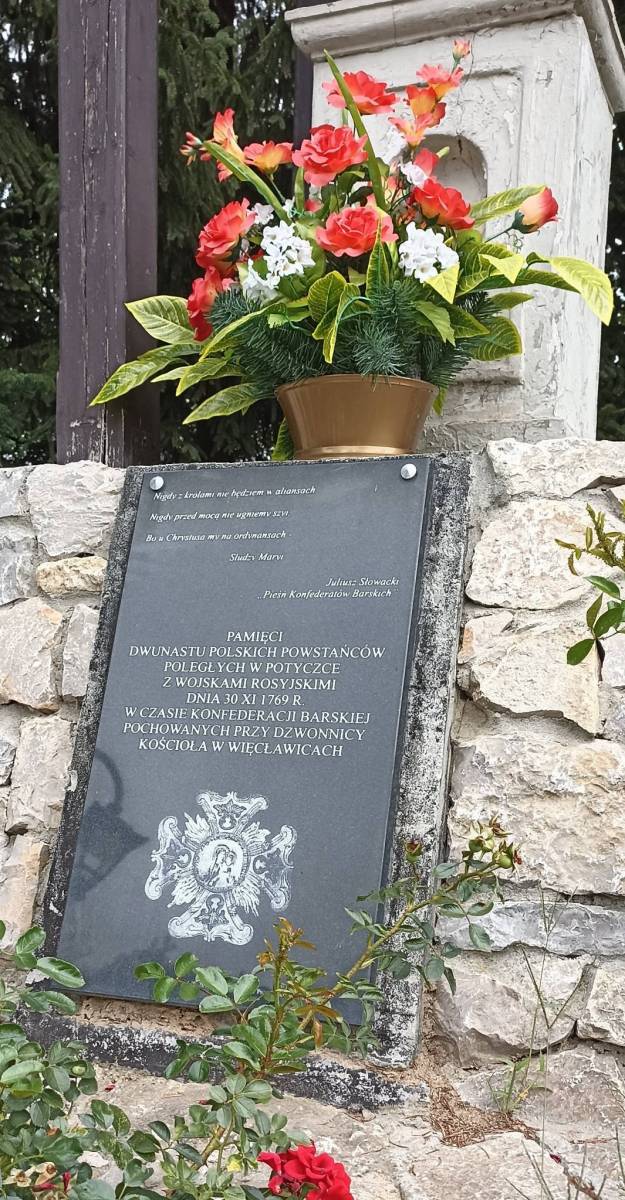 Nigdy z królami nie będziem w aliansach
Nigdy przed mocą nie ugniemy szyi
Bo u Chrystusa my na ordynansach
Słudzy Maryi
Juliusz Słowacki
„Pieśń Konfederatów Barskich"
PAMIĘCI
DWUNASTU POLSKICH POWSTAŃCÓW
POLEGŁYCH W POTYCZCE
Z WOJSKAMI ROSYJSKIMI
DNIA 30 XI 1769 R.
W CZASIE KONFEDERACJI BARSKIEJ
POCHOWANYCH PRZY DZWONNICY
KOŚCIOŁA W WIĘCŁAWICACH